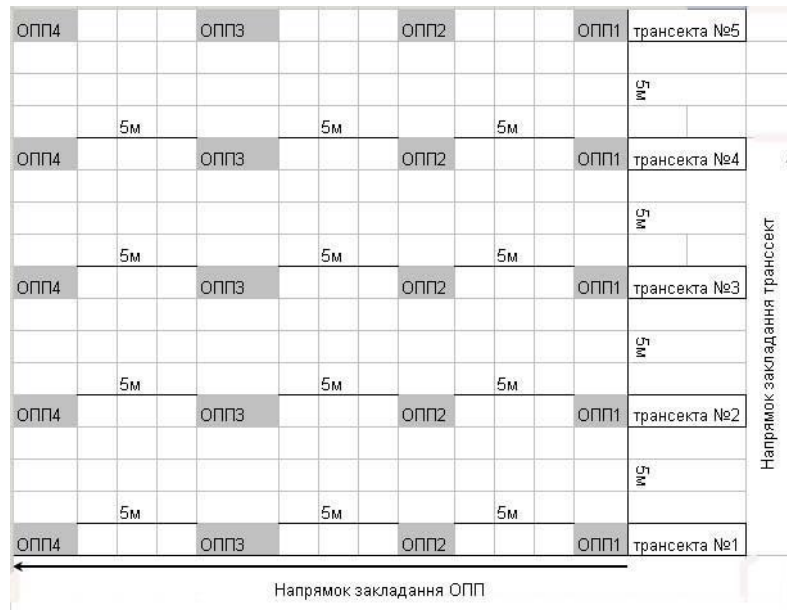 ОПП4 ОПП3 ОПП2 ОПП1 трансекта №5
5м
5м 5м 5м
ОПП4 ОПП3 ОПП2 ОПП1 трансекта №4
5м
5м 5м 5м
ОПП4 ОПП3 ОПП2 ОПП1 трансекта №3
5м
5м 5м 5м
ОПП4 ОПП3 ОПП2 ОПП1 трансекта №2
5м
5м 5м 5м
ОПП4 ОПП3 ОПП2 ОПП1 трансекта №1
Напрямок закладання ОПП
Напрямок закладання транссект